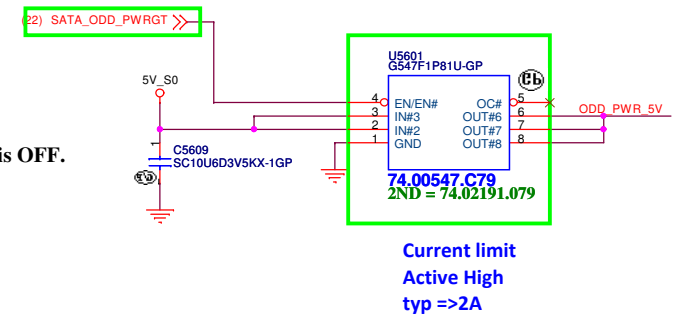 (22) SATA_ODD_PWRGT
5V_S0
U5601
G547F1P81U-GP
4 EN/EN# OC# 5
3 IN#3 OUT#6 6
2 IN#2 OUT#7 7
1 GND OUT#8 8
ODD_PWR_5V
1
C5609
SC10U6D3V5KX-1GP
is OFF.
74.00547.C79
2ND = 74.02191.079
Current limit
Active High
typ =>2A